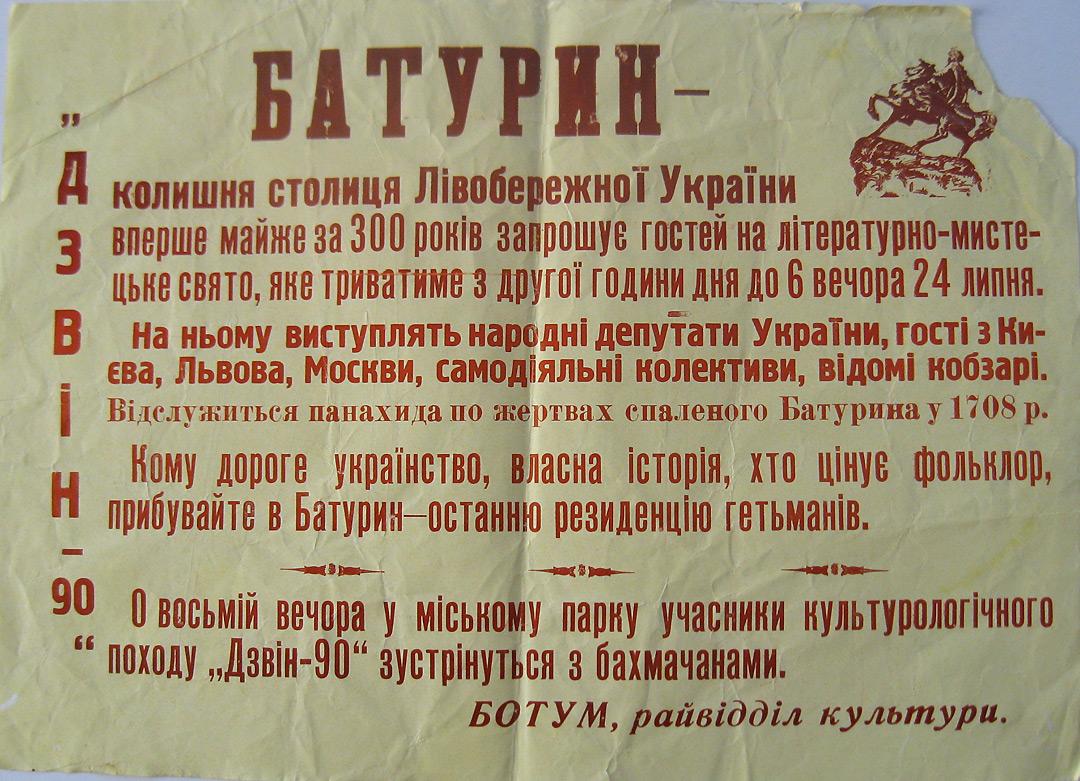 БАТУРИН—
колишня столиця Лівобережної України
вперше майже за 300 років запрошує гостей на літературно-мисте-
цьке свято, яке триватиме з другої години дня до 6 вечора 24 липня.
На ньому виступлять народні депутати України, гості з Ки-
єва, Львова, Москви, самодіяльні колективи, відомі кобзарі.
Відслужиться панахида по жертвах спаленого Батурина у 1708 р.
Кому дороге українство, власна історія, хто цінує фольклор,
прибувайте в Батурин—останню резиденцію гетьманів.
О восьмій вечора у міському парку учасники культурологічного
походу „Дзвін-90“ зустрінуться з бахмачанами.
БОТУМ, райвідділ культури.
„ДЗВІН–90“